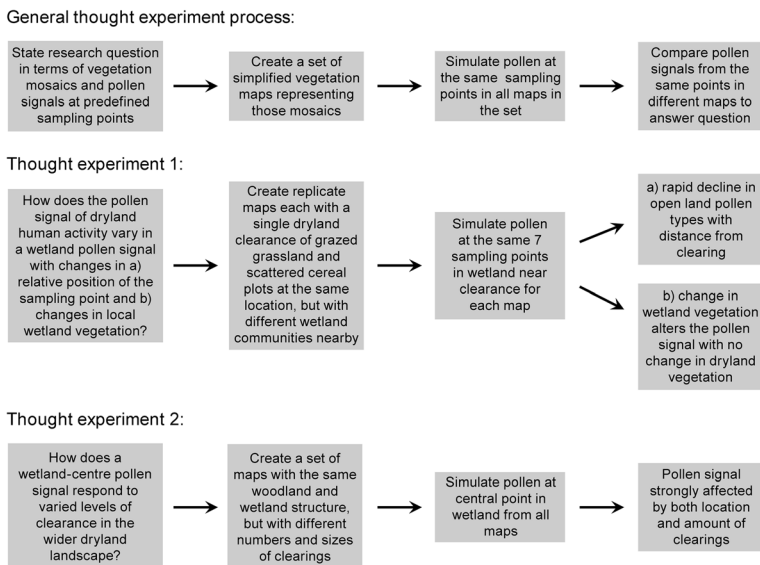 General thought experiment process:
State research question
in terms of vegetation
mosaics and pollen
signals at predefined
sampling points
Create a set of
simplified vegetation
maps representing
those mosaics
Simulate pollen at
the same sampling
points in all maps in
the set
Compare pollen
signals from the
same points in
different maps to
answer question
Thought experiment 1:
How does the pollen
signal of dryland
human activity vary in
a wetland pollen signal
with changes in a)
relative position of the
sampling point and b)
changes in local
wetland vegetation?
Create replicate
maps each with a
single dryland
clearance of grazed
grassland and
scattered cereal
plots at the same
location, but with
different wetland
communities nearby
Simulate pollen
at the same 7
sampling points
in wetland near
clearance for
each map
a) rapid decline in
open land pollen
types with
distance from
clearing
b) change in
wetland vegetation
alters the pollen
signal with no
change in dryland
vegetation
Thought experiment 2:
How does a
wetland-centre pollen
signal respond to
varied levels of
clearance in the
wider dryland
landscape?
Create a set of
maps with the same
woodland and
wetland structure,
but with different
numbers and sizes
of clearings
Simulate pollen at
central point in
wetland from all
maps
Pollen signal
strongly affected
by both location
and amount of
clearings